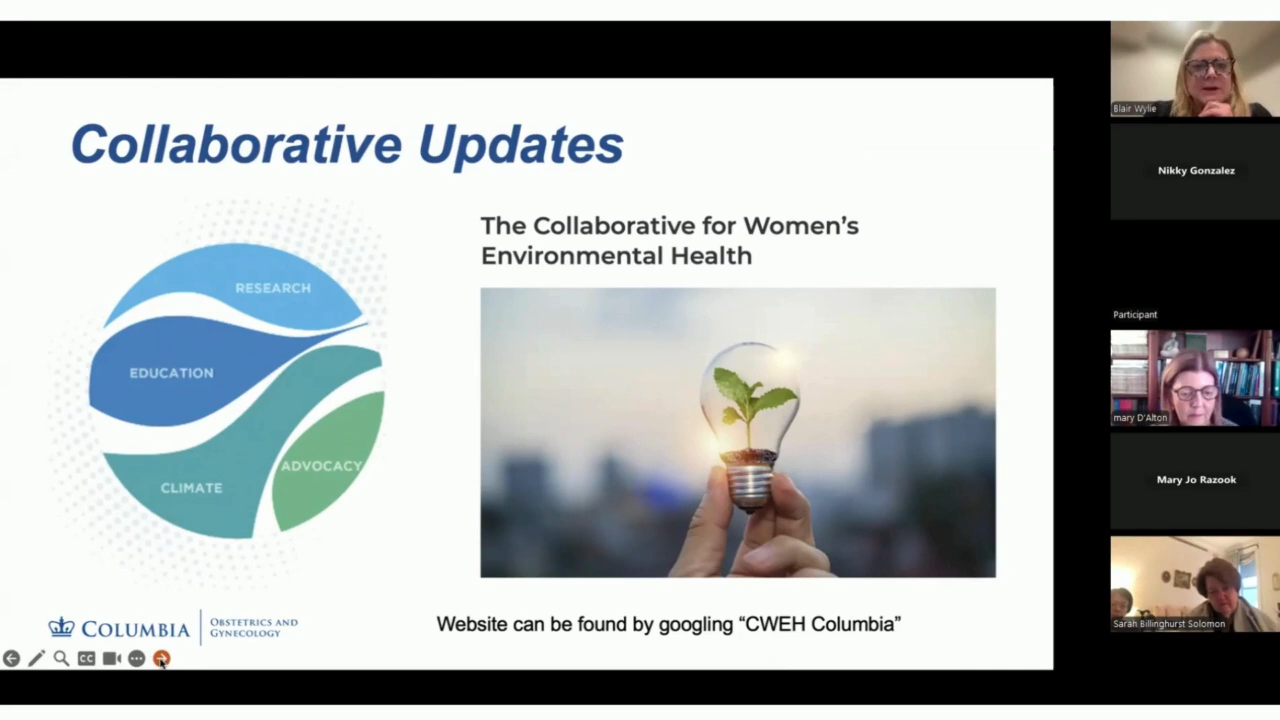 Collaborative Updates
RESEARCH
EDUCATION
CLIMATE
ADVOCACY
The Collaborative for Women's
Environmental Health
COLUMBIA
OBSTETRICS AND
GYNECOLOGY
Website can be found by googling “CWEH Columbia”
CC
Blair Wylie
Nikky Gonzalez
Participant
mary D'Alton
Mary Jo Razook
Sarah Billinghurst Solomon